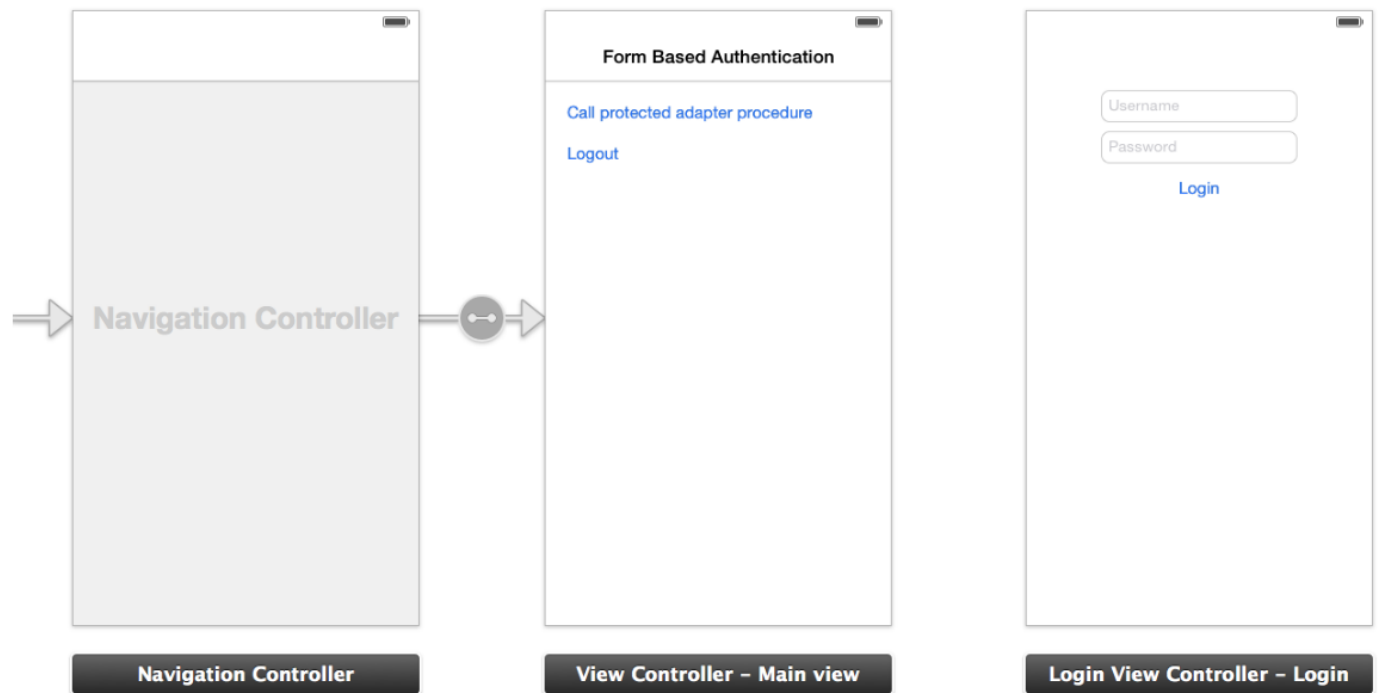 Navigation Controller
Form Based Authentication
Call protected adapter procedure
Logout
Username
Password
Login
Navigation Controller
View Controller – Main view
Login View Controller – Login